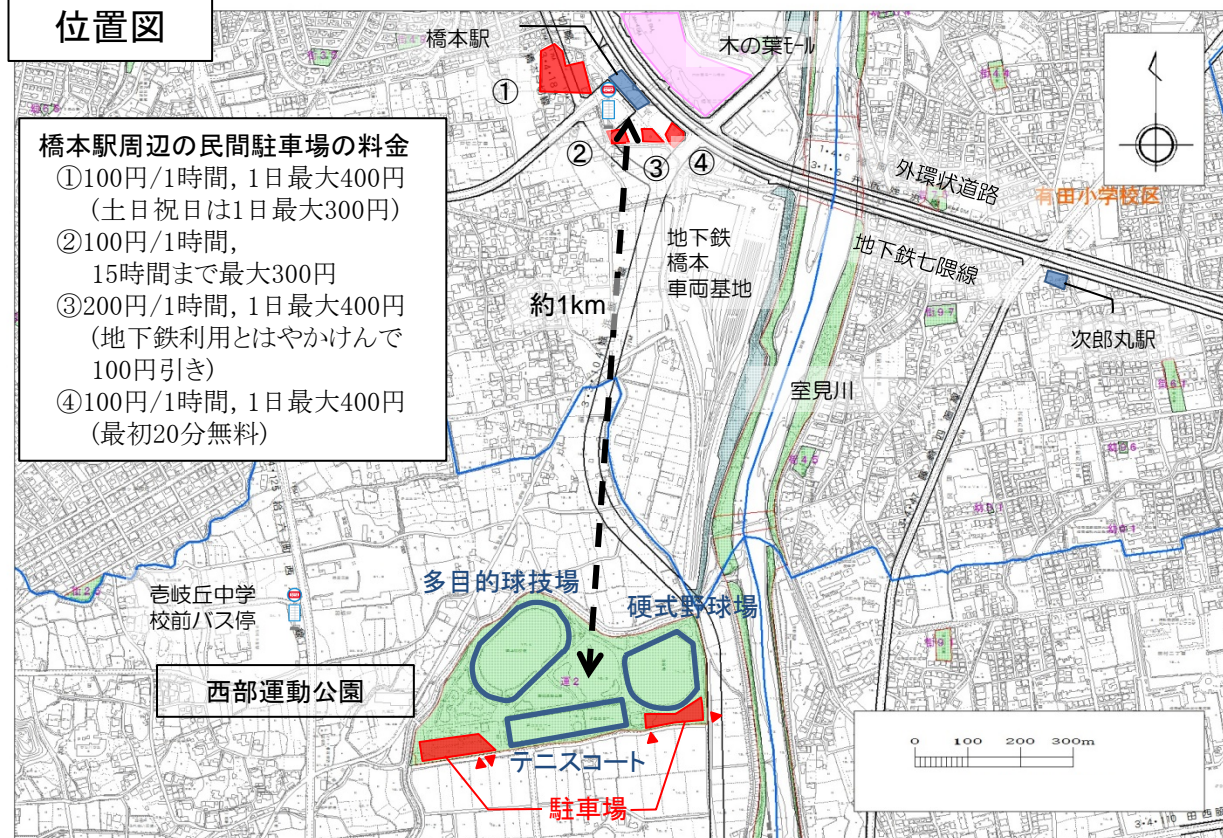 位置図
橋本駅
木の葉ﾓｰﾙ
①
②
③
④
橋本駅周辺の民間駐車場の料金
①100円/1時間, 1日最大400円
(土日祝日は1日最大300円)
②100円/1時間,
15時間まで最大300円
③200円/1時間, 1日最大400円
(地下鉄利用とはやかけんで
100円引き)
④100円/1時間, 1日最大400円
(最初20分無料)
外環状道路
有田小学校区
地下鉄七隈線
地下鉄
橋本
車両基地
約1km
次郎丸駅
室見川
1・4・6
多目的球技場
硬式野球場
壱岐丘中学
校前バス停
西部運動公園
運2
テニスコート
駐車場
0 100 200 300m
3・4・110